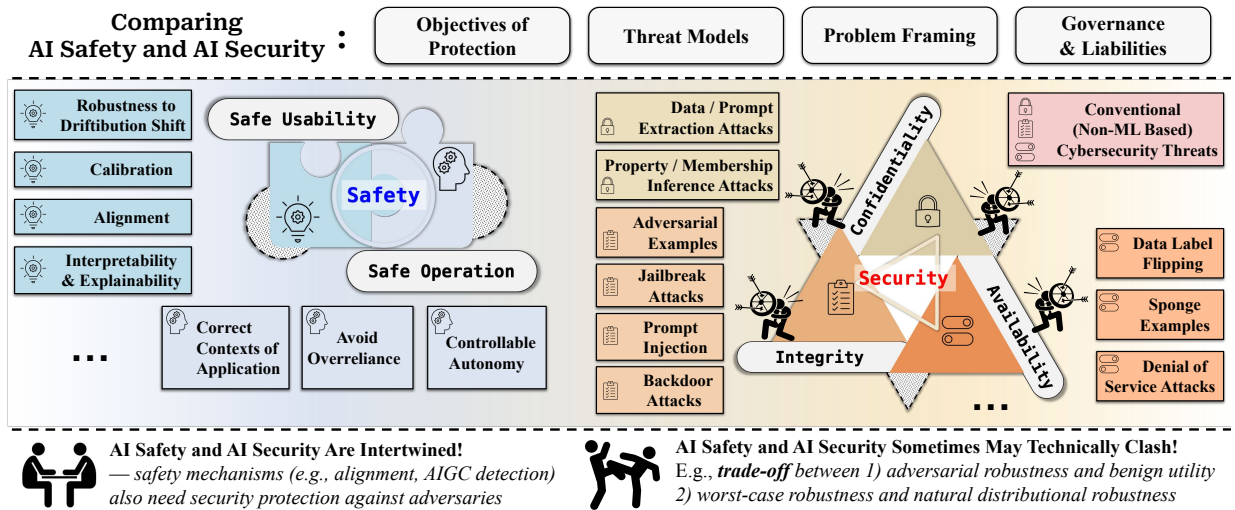 Comparing
AI Safety and AI Security :
Objectives of
Protection
Threat Models
Problem Framing
Governance
& Liabilities
Robustness to
Driftibution Shift
Calibration
Alignment
Interpretability
& Explainability
Safe Usability
Safety
Safe Operation
...
Correct
Contexts of
Application
Avoid
Overreliance
Controllable
Autonomy
Data / Prompt
Extraction Attacks
Property / Membership
Inference Attacks
Adversarial
Examples
Jailbreak
Attacks
Prompt
Injection
Backdoor
Attacks
Confidentiality
Security
Integrity
Availability
...
Conventional
(Non-ML Based)
Cybersecurity Threats
Data Label
Flipping
Sponge
Examples
Denial of
Service Attacks
AI Safety and AI Security Are Intertwined!
— safety mechanisms (e.g., alignment, AIGC detection)
also need security protection against adversaries
AI Safety and AI Security Sometimes May Technically Clash!
E.g., trade-off between 1) adversarial robustness and benign utility
2) worst-case robustness and natural distributional robustness